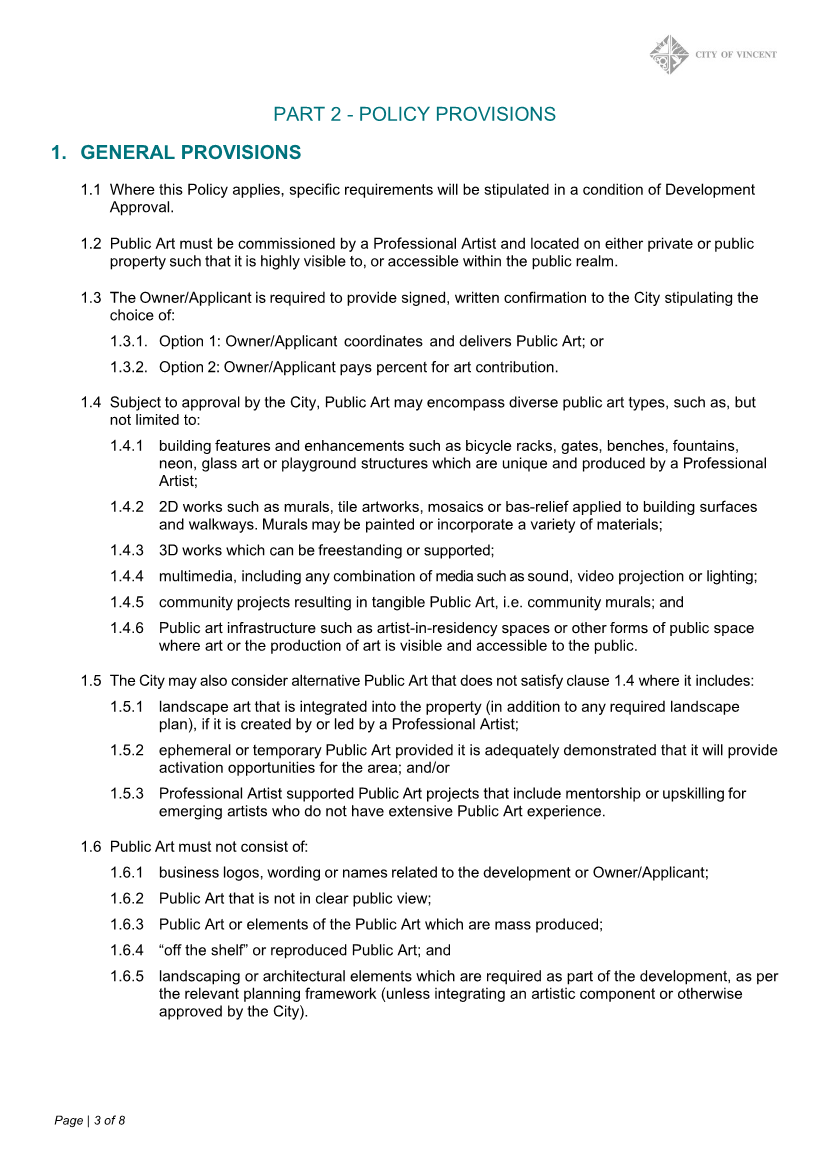 CITY OF VINCENT
PART 2 - POLICY PROVISIONS
1. GENERAL PROVISIONS
1.1 Where this Policy applies, specific requirements will be stipulated in a condition of Development
Approval.
1.2 Public Art must be commissioned by a Professional Artist and located on either private or public
property such that it is highly visible to, or accessible within the public realm.
1.3 The Owner/Applicant is required to provide signed, written confirmation to the City stipulating the
choice of:
1.3.1. Option 1: Owner/Applicant coordinates and delivers Public Art; or
1.3.2. Option 2: Owner/Applicant pays percent for art contribution.
1.4 Subject to approval by the City, Public Art may encompass diverse public art types, such as, but
not limited to:
1.4.1 building features and enhancements such as bicycle racks, gates, benches, fountains,
neon, glass art or playground structures which are unique and produced by a Professional
Artist;
1.4.2 2D works such as murals, tile artworks, mosaics or bas-relief applied to building surfaces
and walkways. Murals may be painted or incorporate a variety of materials;
1.4.3 3D works which can be freestanding or supported;
1.4.4 multimedia, including any combination of media such as sound, video projection or lighting;
1.4.5 community projects resulting in tangible Public Art, i.e. community murals; and
1.4.6 Public art infrastructure such as artist-in-residency spaces or other forms of public space
where art or the production of art is visible and accessible to the public.
1.5 The City may also consider alternative Public Art that does not satisfy clause 1.4 where it includes:
1.5.1 landscape art that is integrated into the property (in addition to any required landscape
plan), if it is created by or led by a Professional Artist;
1.5.2 ephemeral or temporary Public Art provided it is adequately demonstrated that it will provide
activation opportunities for the area; and/or
1.5.3 Professional Artist supported Public Art projects that include mentorship or upskilling for
emerging artists who do not have extensive Public Art experience.
1.6 Public Art must not consist of:
1.6.1 business logos, wording or names related to the development or Owner/Applicant;
1.6.2 Public Art that is not in clear public view;
1.6.3 Public Art or elements of the Public Art which are mass produced;
1.6.4 “off the shelf” or reproduced Public Art; and
1.6.5 landscaping or architectural elements which are required as part of the development, as per
the relevant planning framework (unless integrating an artistic component or otherwise
approved by the City).
Page | 3 of 8